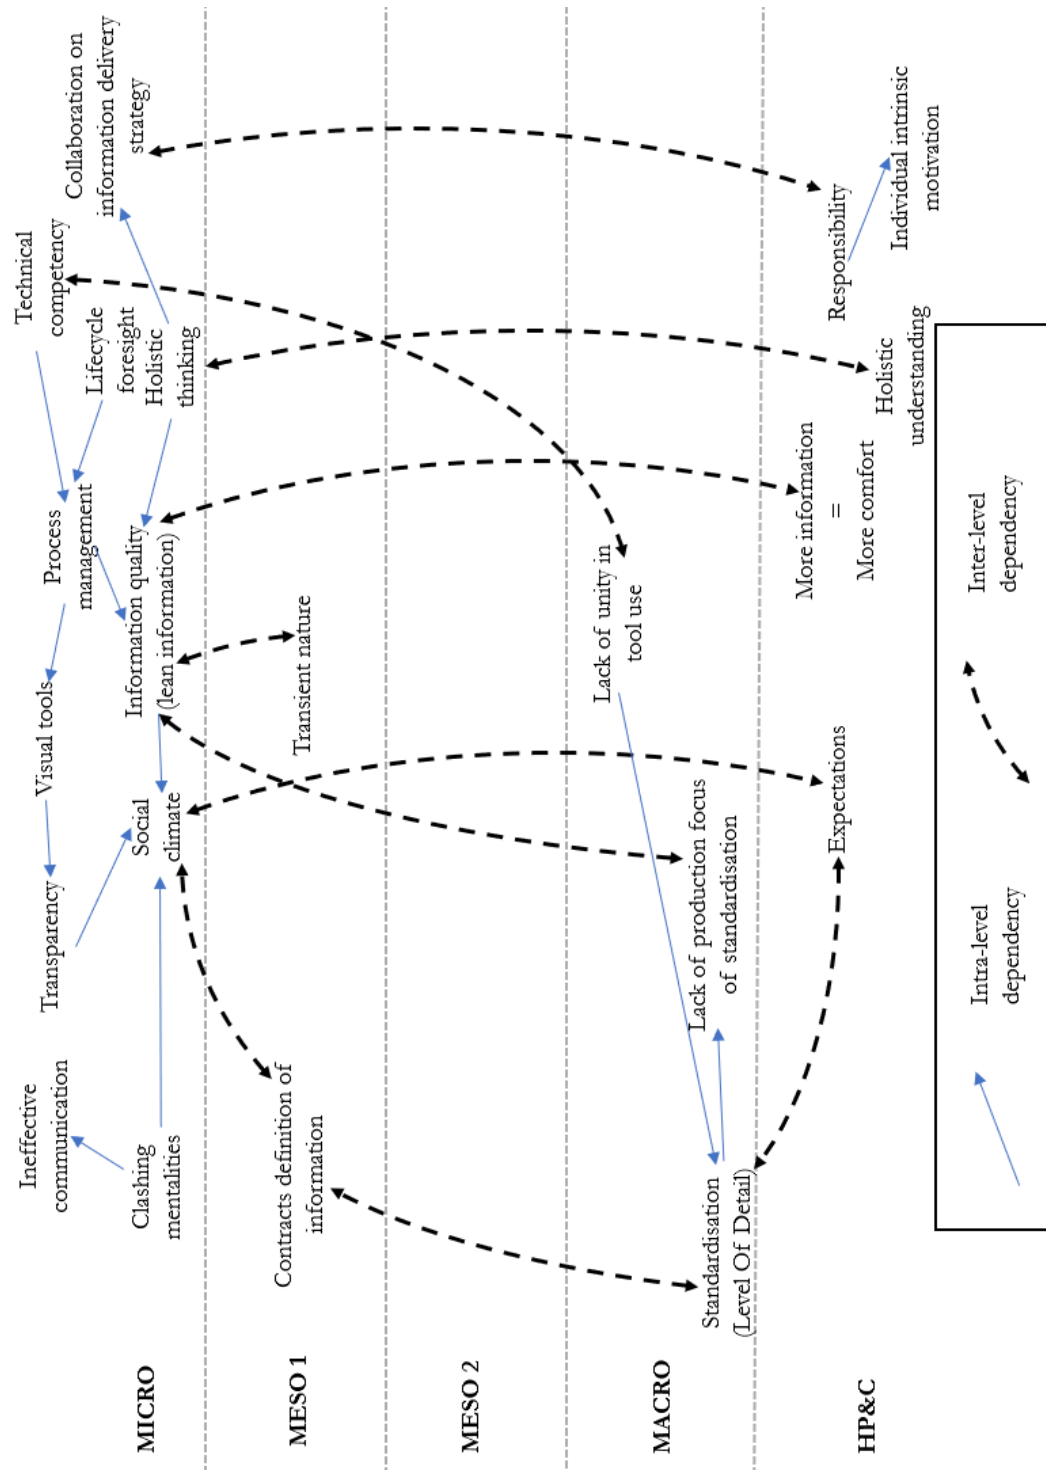 MICRO
Ineffective
communication
Clashing
mentalities
Transparency
Social
climate
Visual tools
Process
management
Information quality
(lean information)
Technical
competency
Lifecycle
foresight
Holistic
thinking
Collaboration on
information delivery
strategy
MESO 1
Contracts definition of
information
Transient nature
MESO 2
MACRO
Standardisation
(Level Of Detail)
Lack of production focus
of standardisation
Lack of unity in
tool use
HP&C
Expectations
More information
=
More comfort
Holistic
understanding
Responsibility
Individual intrinsic
motivation
Intra-level
dependency
Inter-level
dependency